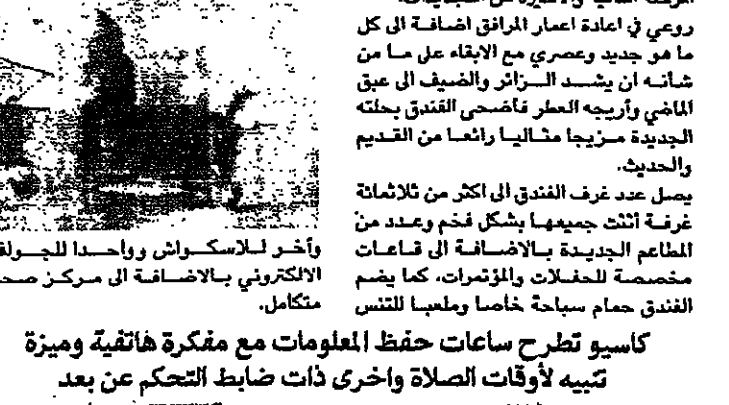 روعي في اعادة اعمار المرافق اضافة الى كل
ما هو جديد وعصري مع الابقاء على ما من
شأنه ان يشد الزائر والضيف الى عبق
الماضي وأريجه العطر فأضحى الفندق بحلته
الجديدة مزيجا مثاليا رائعا من القديم
والحديث.
يصل عدد غرف الفندق الى اكثر من ثلاثمائة
غرفة أثثت جميعها بشكل فخم وعدد من
المطاعم الجديدة بالاضافة الى قاعات
مخصصة للحفلات والمؤتمرات، كما يضم
الفندق حمام سباحة خاصا وملعبا للتنس
وآخر للاسكواش وواحدا للجولف
الالكتروني بالاضافة الى مركز صح
متكامل.
كاسيو تطرح ساعات حفظ المعلومات مع مفكرة هاتفية وميزة
تنبيه لأوقات الصلاة واخرى ذات ضابط التحكم عن بعد